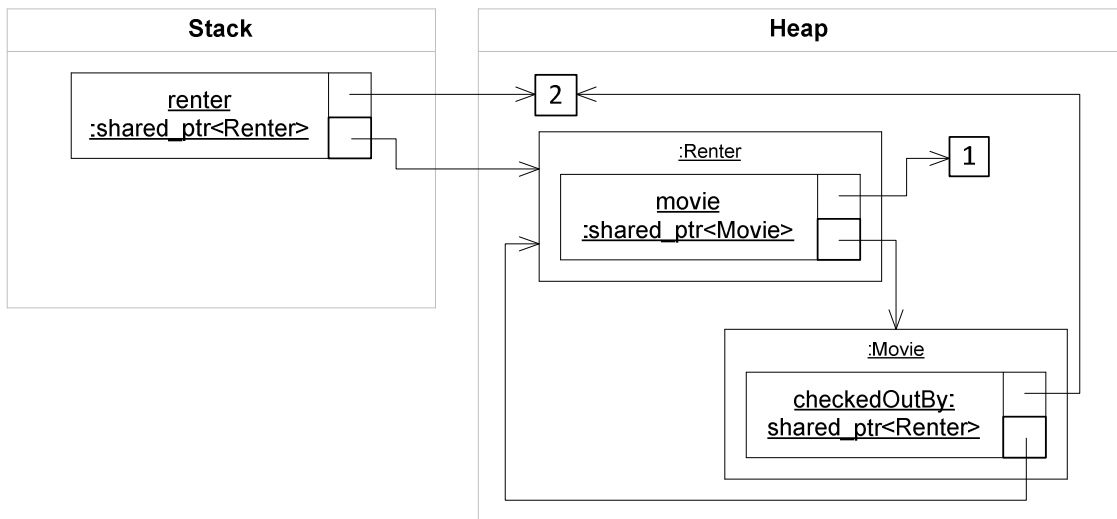 Stack
Heap
renter
:shared_ptr<Renter>
2
:Renter
1
movie
:shared_ptr<Movie>
:Movie
checkedOutBy:
shared_ptr<Renter>